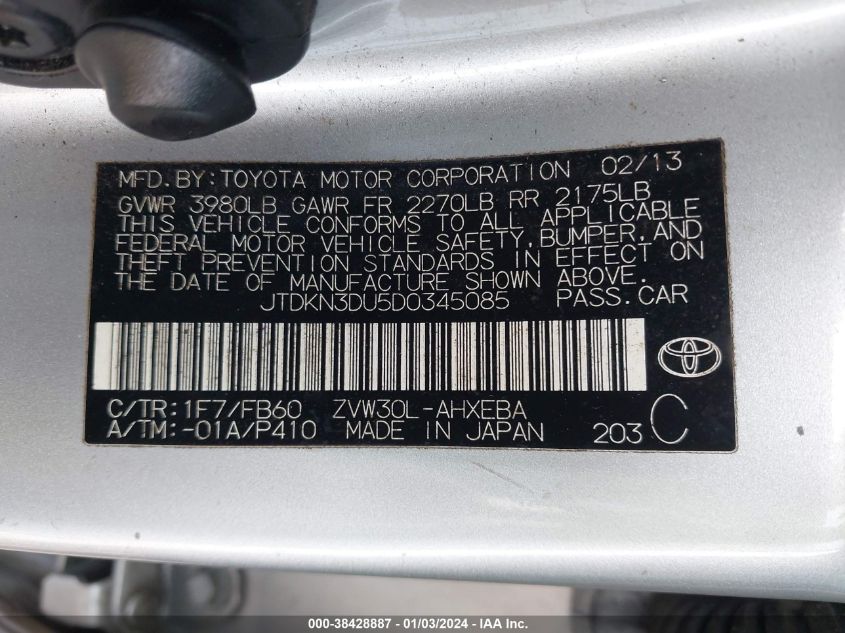 MFD. BY: TOYOTA MOTOR CORPORATION 02/13
GVWR 3980LB GAWR FR 2270LB RR 2175LB
THIS VEHICLE CONFORMS TO ALL APPLICABLE
FEDERAL MOTOR VEHICLE SAFETY, BUMPER, AND
THEFT PREVENTION STANDARDS IN EFFECT ON
THE DATE OF MANUFACTURE SHOWN ABOVE.
JTDKN3DU5D0345085 PASS. CAR
C/TR: 1F7/FB60 ZVW30L-AHXEBA
A/TM: -01A/P410 MADE IN JAPAN 203 C
000-38428887 - 01/03/2024 - IAA Inc.